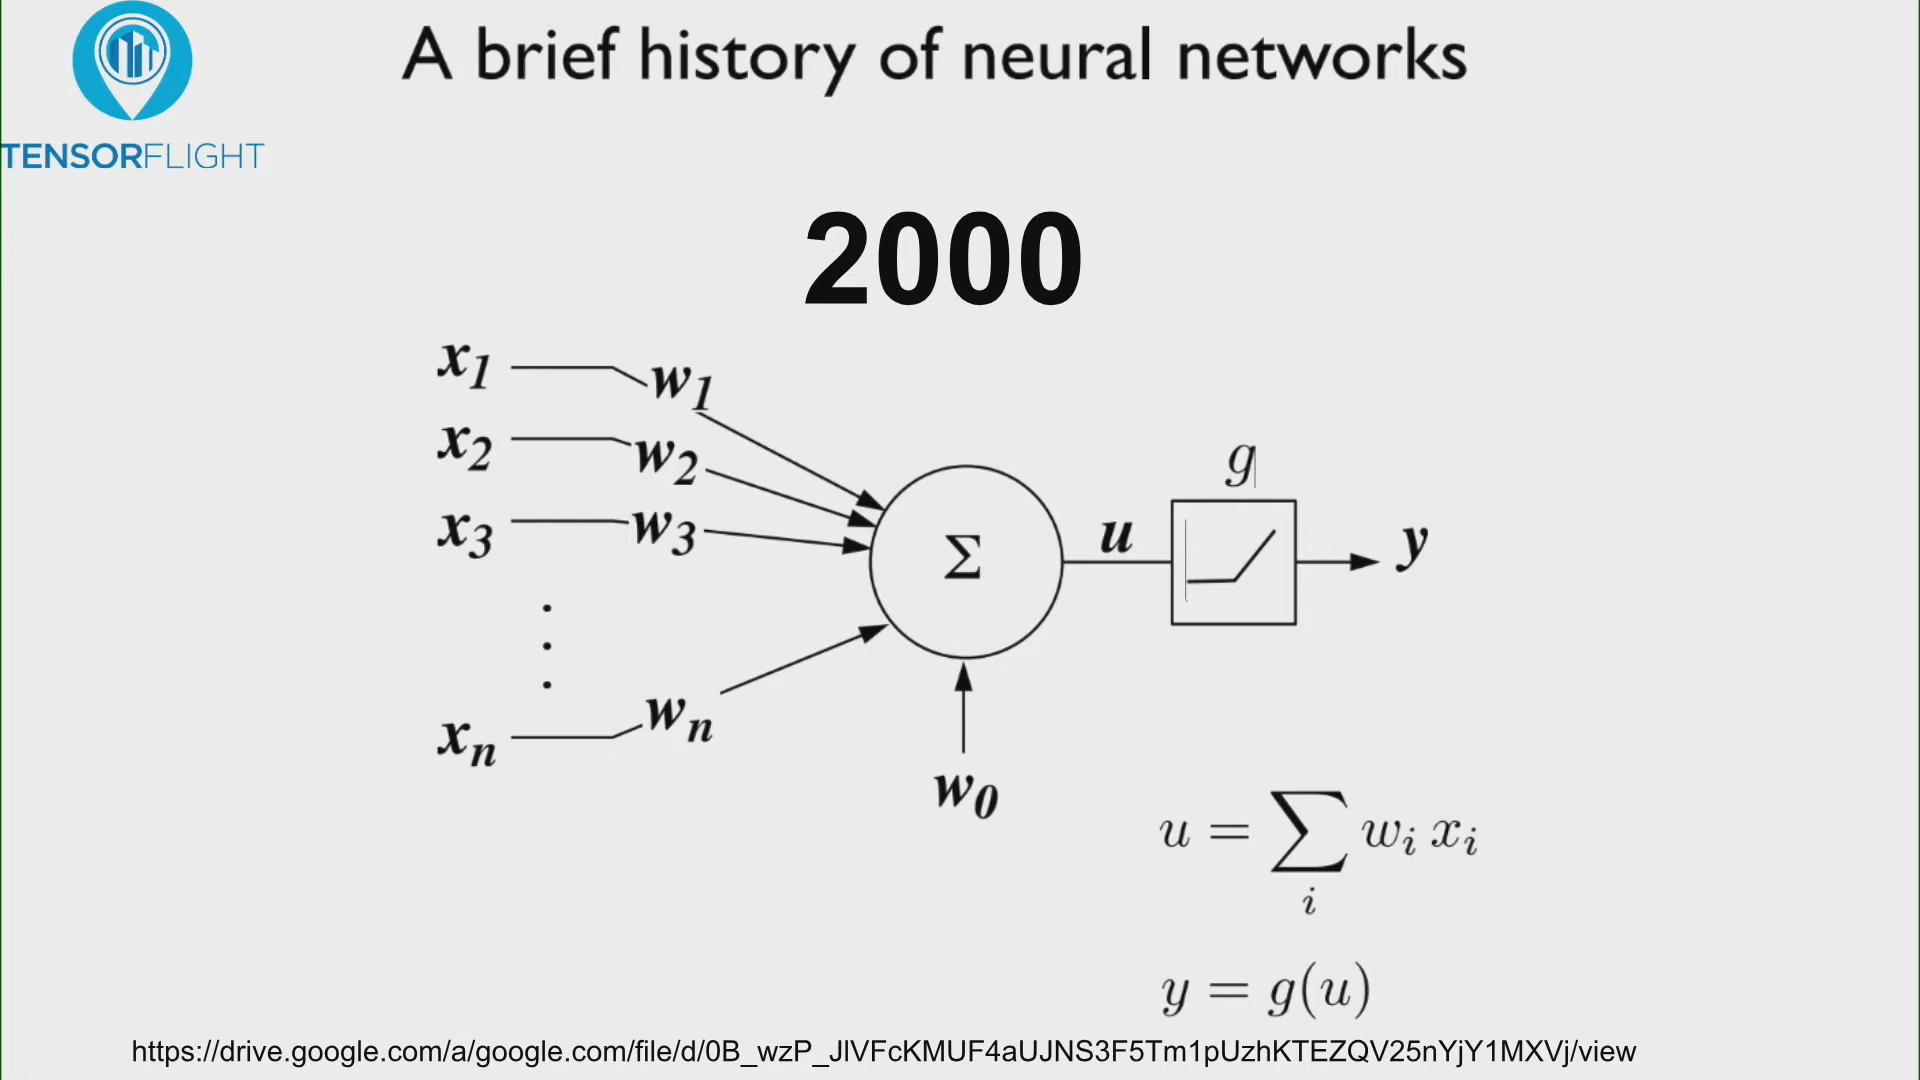 TENSORFLIGHT
A brief history of neural networks
2000
x1 w1
x2 w2
x3 w3
xn wn
Σ
w0
u
g
y
u = ∑i wi xi
y = g(u)
https://drive.google.com/a/google.com/file/d/0B_wzP_JlVFcKMUF4aUJNS3F5Tm1pUzhKTEZQV25nYjY1MXVj/view